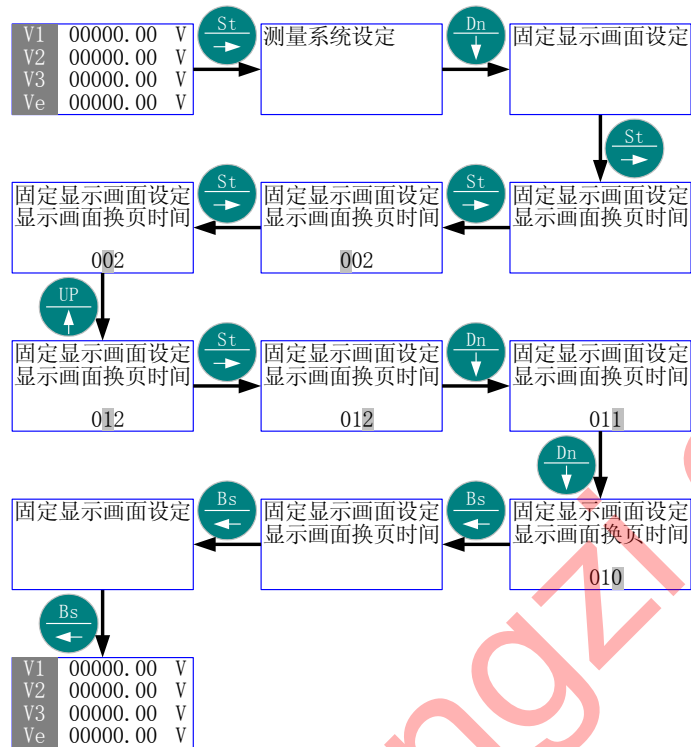 V1 00000.00 V
V2 00000.00 V
V3 00000.00 V
Ve 00000.00 V
St
测量系统设定
Dn
固定显示画面设定
St
固定显示画面设定
显示画面换页时间
St
固定显示画面设定
显示画面换页时间
002
St
固定显示画面设定
显示画面换页时间
002
UP
固定显示画面设定
显示画面换页时间
012
St
固定显示画面设定
显示画面换页时间
012
Dn
固定显示画面设定
显示画面换页时间
011
Dn
固定显示画面设定
显示画面换页时间
010
Bs
固定显示画面设定
显示画面换页时间
Bs
固定显示画面设定
Bs
V1 00000.00 V
V2 00000.00 V
V3 00000.00 V
Ve 00000.00 V